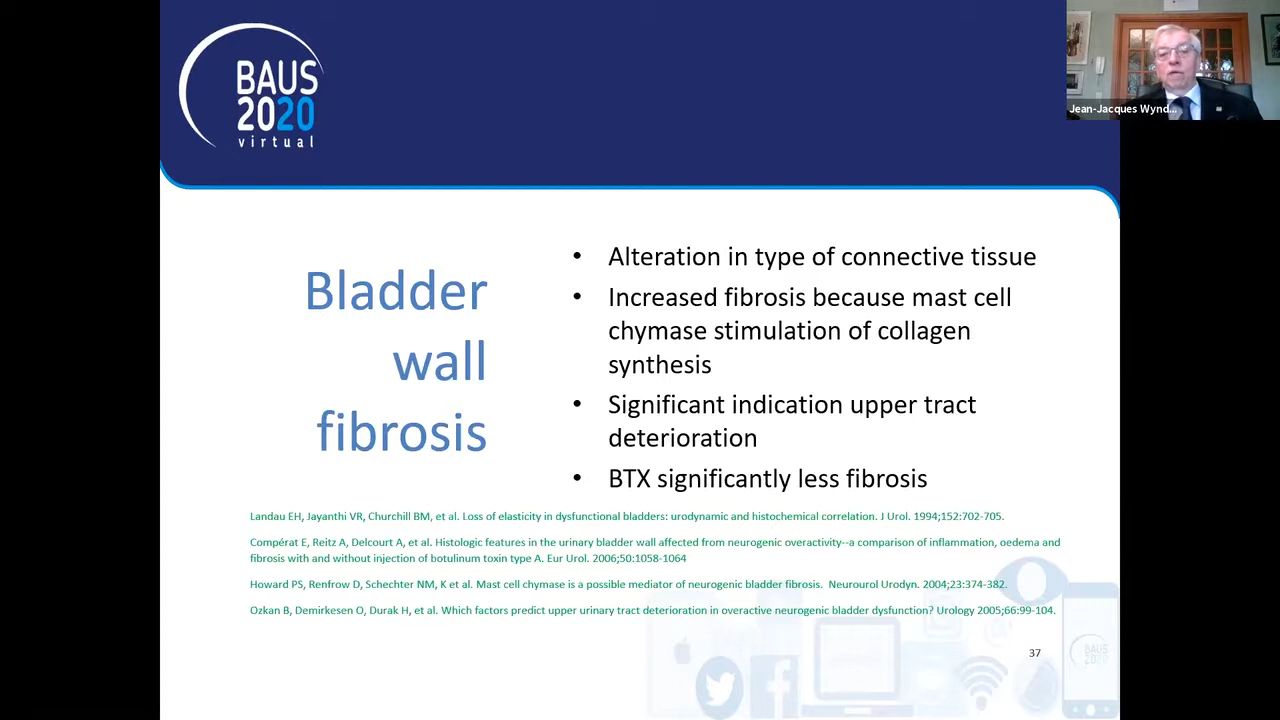 BAUS
2020
virtual
Jean-Jacques Wynd...
Bladder
wall
fibrosis
• Alteration in type of connective tissue
• Increased fibrosis because mast cell
chymase stimulation of collagen
synthesis
• Significant indication upper tract
deterioration
• BTX significantly less fibrosis
Landau EH, Jayanthi VR, Churchill BM, et al. Loss of elasticity in dysfunctional bladders: urodynamic and histochemical correlation. J Urol. 1994;152:702-705.
Compérat E, Reitz A, Delcourt A, et al. Histologic features in the urinary bladder wall affected from neurogenic overactivity--a comparison of inflammation, oedema and
fibrosis with and without injection of botulinum toxin type A. Eur Urol. 2006;50:1058-1064
Howard PS, Renfrow D, Schechter NM, K et al. Mast cell chymase is a possible mediator of neurogenic bladder fibrosis. Neurourol Urodyn. 2004;23:374-382.
Ozkan B, Demirkesen O, Durak H, et al. Which factors predict upper urinary tract deterioration in overactive neurogenic bladder dysfunction? Urology 2005;66:99-104.
37
BAUS
2020